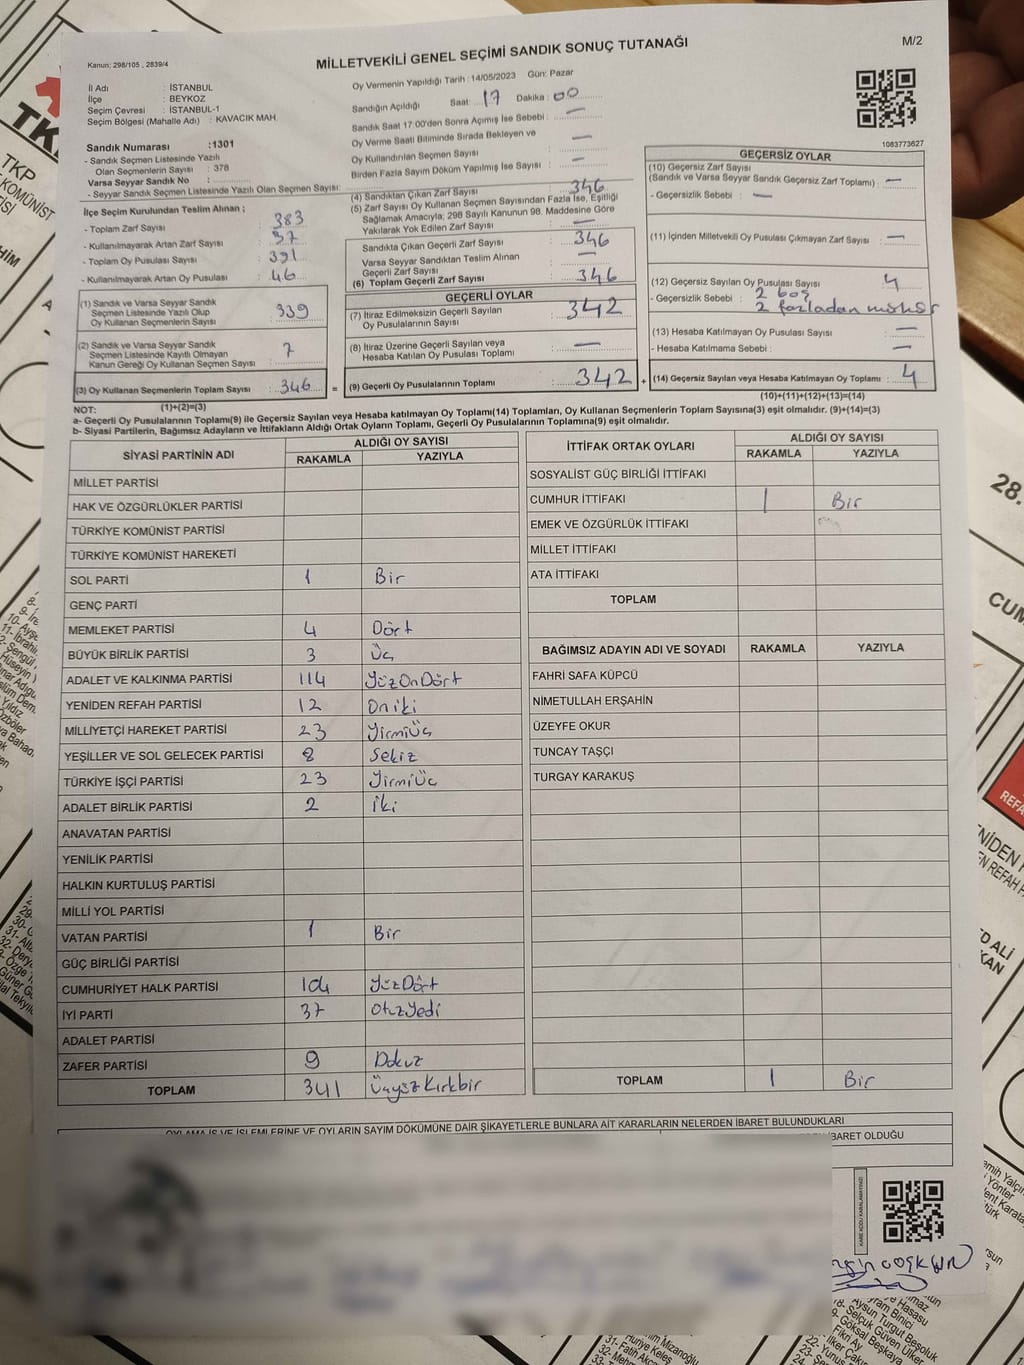 Kanun: 298/105 , 2839/4
MİLLETVEKİLİ GENEL SEÇİMİ SANDIK SONUÇ TUTANAĞI
M/2
İl Adı : İSTANBUL
İlçe : BEYKOZ
Seçim Çevresi : İSTANBUL-1
Seçim Bölgesi (Mahalle Adı) : KAVACIK MAH.
Oy Vermenin Yapıldığı Tarih : 14/05/2023 Gün: Pazar
Sandığın Açıldığı Saat: 17 Dakika : 00
Sandık Saat 17:00'den Sonra Açımış İse Sebebi : —
Oy Verme Saati Bitiminde Sırada Bekleyen ve
Oy Kullandırılan Seçmen Sayısı : —
Birden Fazla Sayım Döküm Yapılmış İse Sayısı : —
1083773627
Sandık Numarası :1301
- Sandık Seçmen Listesinde Yazılı
Olan Seçmenlerin Sayısı : 378
Varsa Seyyar Sandık No :
- Seyyar Sandık Seçmen Listesinde Yazılı Olan Seçmen Sayısı:
İlçe Seçim Kurulundan Teslim Alınan ;
- Toplam Zarf Sayısı : 383
- Kullanılmayarak Artan Zarf Sayısı : 37
- Toplam Oy Pusulası Sayısı : 391
- Kullanılmayarak Artan Oy Pusulası : 46
(1) Sandık ve Varsa Seyyar Sandık
Seçmen Listesinde Yazılı Olup
Oy Kullanan Seçmenlerin Sayısı : 339
(2) Sandık ve Varsa Seyyar Sandık
Seçmen Listesinde Kayıtlı Olmayan
Kanun Gereği Oy Kullanan Seçmen Sayısı : 7
(3) Oy Kullanan Seçmenlerin Toplam Sayısı : 346
(1)+(2)=(3)
(4) Sandıktan Çıkan Zarf Sayısı : 346
(5) Zarf Sayısı Oy Kullanan Seçmen Sayısından Fazla İse, Eşitliği
Sağlamak Amacıyla; 298 Sayılı Kanunun 98. Maddesine Göre
Yakılarak Yok Edilen Zarf Sayısı : —
Sandıkta Çıkan Geçerli Zarf Sayısı : 346
Varsa Seyyar Sandıktan Teslim Alınan
Geçerli Zarf Sayısı : —
(6) Toplam Geçerli Zarf Sayısı : 346
GEÇERLİ OYLAR
(7) İtiraz Edilmeksizin Geçerli Sayılan
Oy Pusulalarının Sayısı : 342
(8) İtiraz Üzerine Geçerli Sayılan veya
Hesaba Katılan Oy Pusulası Toplamı : —
= (9) Geçerli Oy Pusulalarının Toplamı : 342
GEÇERSİZ OYLAR
(10) Geçersiz Zarf Sayısı
(Sandık ve Varsa Seyyar Sandık Geçersiz Zarf Toplamı) : —
- Geçersizlik Sebebi : —
(11) İçinden Milletvekili Oy Pusulası Çıkmayan Zarf Sayısı : —
(12) Geçersiz Sayılan Oy Pusulası Sayısı : 4
- Geçersizlik Sebebi : 2 boş
2 fazladan mühür
(13) Hesaba Katılmayan Oy Pusulası Sayısı : —
- Hesaba Katılmama Sebebi : —
+ (14) Geçersiz Sayılan veya Hesaba Katılmayan Oy Toplamı : 4
(10)+(11)+(12)+(13)=(14)
NOT:
a- Geçerli Oy Pusulalarının Toplamı(9) ile Geçersiz Sayılan veya Hesaba katılmayan Oy Toplamı(14) Toplamları, Oy Kullanan Seçmenlerin Toplam Sayısına(3) eşit olmalıdır. (9)+(14)=(3)
b- Siyasi Partilerin, Bağımsız Adayların ve İttifakların Aldığı Ortak Oyların Toplamı, Geçerli Oy Pusulalarının Toplamına(9) eşit olmalıdır.
SİYASİ PARTİNİN ADI ALDIĞI OY SAYISI
RAKAMLA YAZIYLA
MİLLET PARTİSİ
HAK VE ÖZGÜRLÜKLER PARTİSİ
TÜRKİYE KOMÜNİST PARTİSİ
TÜRKİYE KOMÜNİST HAREKETİ
SOL PARTİ 1 Bir
GENÇ PARTİ
MEMLEKET PARTİSİ 4 Dört
BÜYÜK BİRLİK PARTİSİ 3 Üç
ADALET VE KALKINMA PARTİSİ 114 YüzOnDört
YENİDEN REFAH PARTİSİ 12 Oniki
MİLLİYETÇİ HAREKET PARTİSİ 23 YirmiÜç
YEŞİLLER VE SOL GELECEK PARTİSİ 8 Sekiz
TÜRKİYE İŞÇİ PARTİSİ 23 YirmiÜç
ADALET BİRLİK PARTİSİ 2 İki
ANAVATAN PARTİSİ
YENİLİK PARTİSİ
HALKIN KURTULUŞ PARTİSİ
MİLLİ YOL PARTİSİ
VATAN PARTİSİ 1 Bir
GÜÇ BİRLİĞİ PARTİSİ
CUMHURİYET HALK PARTİSİ 104 YüzDört
İYİ PARTİ 37 OtuzYedi
ADALET PARTİSİ
ZAFER PARTİSİ 9 Dokuz
TOPLAM 341 ÜçyüzKırkbir
İTTİFAK ORTAK OYLARI ALDIĞI OY SAYISI
RAKAMLA YAZIYLA
SOSYALİST GÜÇ BİRLİĞİ İTTİFAKI
CUMHUR İTTİFAKI 1 Bir
EMEK VE ÖZGÜRLÜK İTTİFAKI
MİLLET İTTİFAKI
ATA İTTİFAKI
TOPLAM
BAĞIMSIZ ADAYIN ADI VE SOYADI RAKAMLA YAZIYLA
FAHRİ SAFA KÜPCÜ
NİMETULLAH ERŞAHİN
ÜZEYFE OKUR
TUNCAY TAŞÇI
TURGAY KARAKUŞ
TOPLAM 1 Bir
OYLAMA İŞ VE İŞLEMLERİNE VE OYLARIN SAYIM DÖKÜMÜNE DAİR ŞİKAYETLERLE BUNLARA AİT KARARLARIN NELERDEN İBARET BULUNDUKLARI
İBARET OLDUĞU
KARE KODU KARALAMAYINIZ
TKP
28.